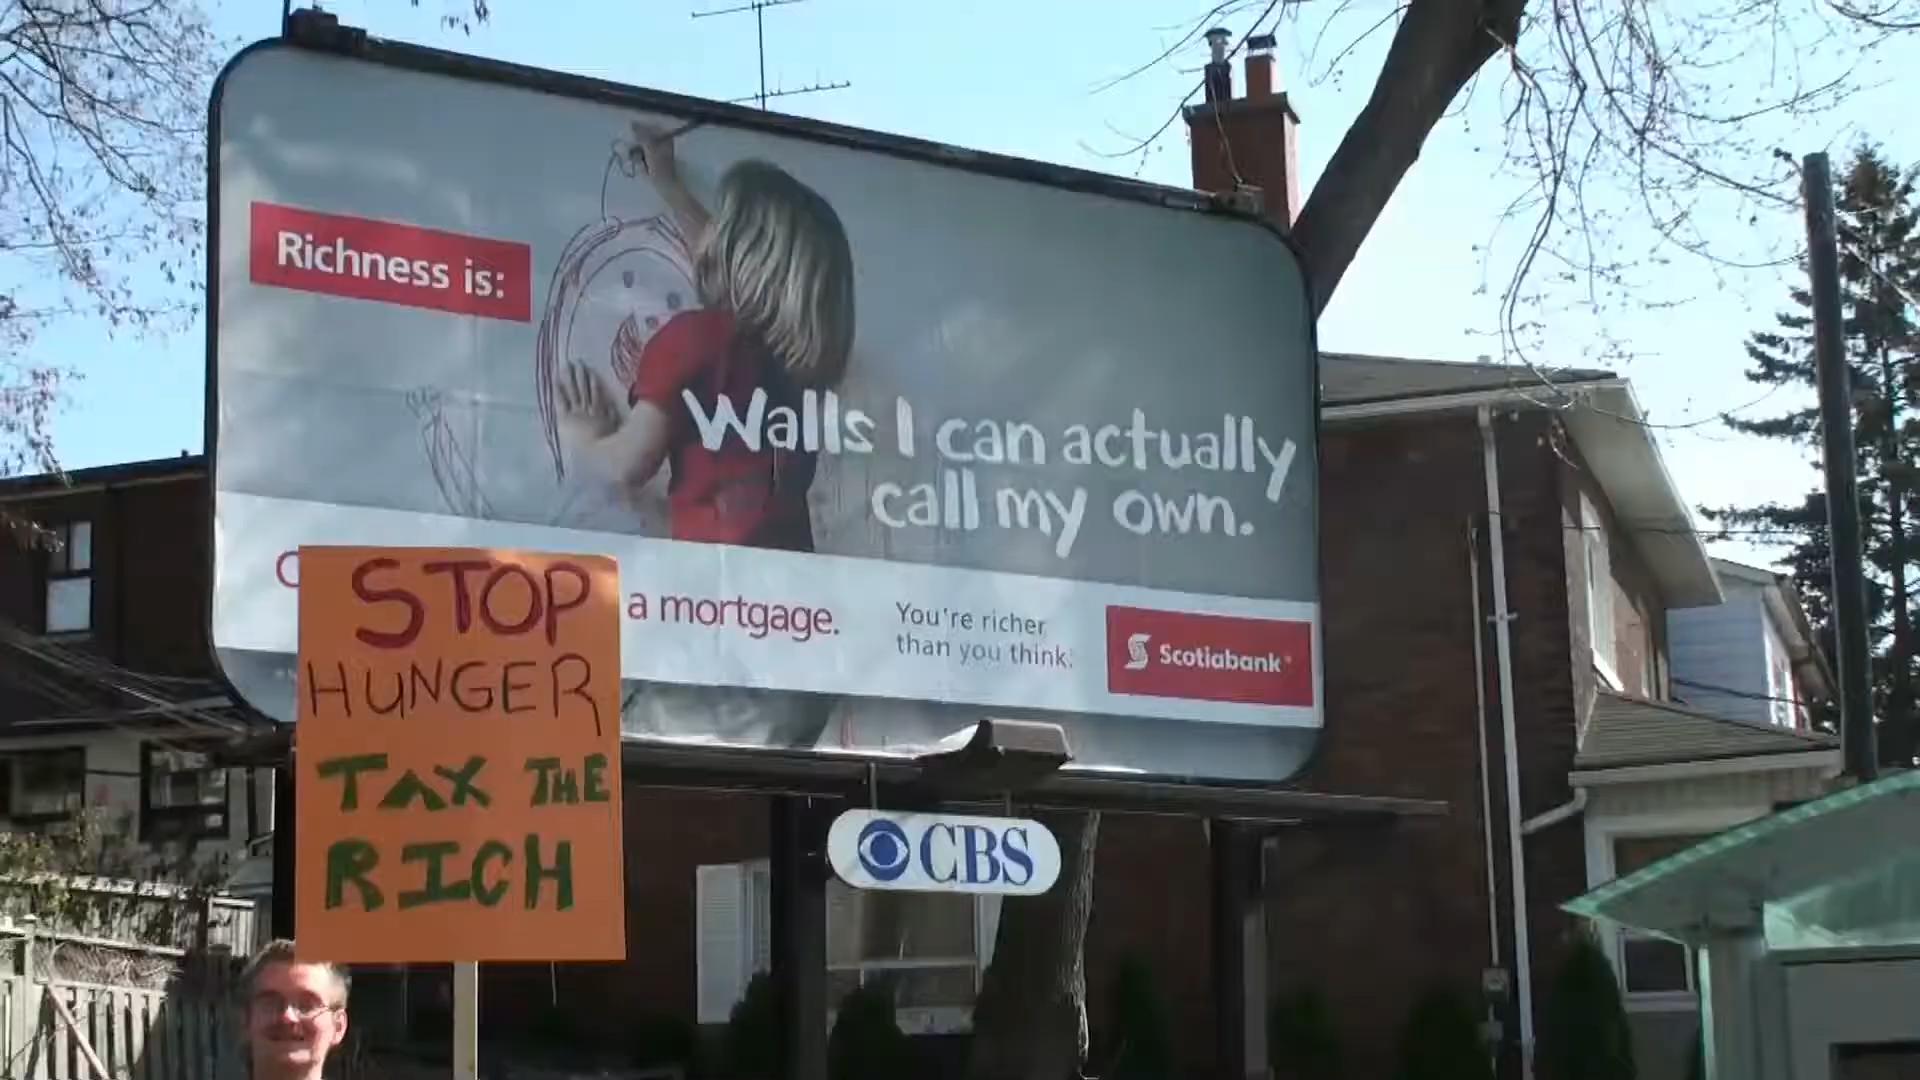 Richness is:
Walls I can actually
call my own.
a mortgage.
You're richer
than you think.
Scotiabank
STOP
HUNGER
TAX THE
RICH
CBS